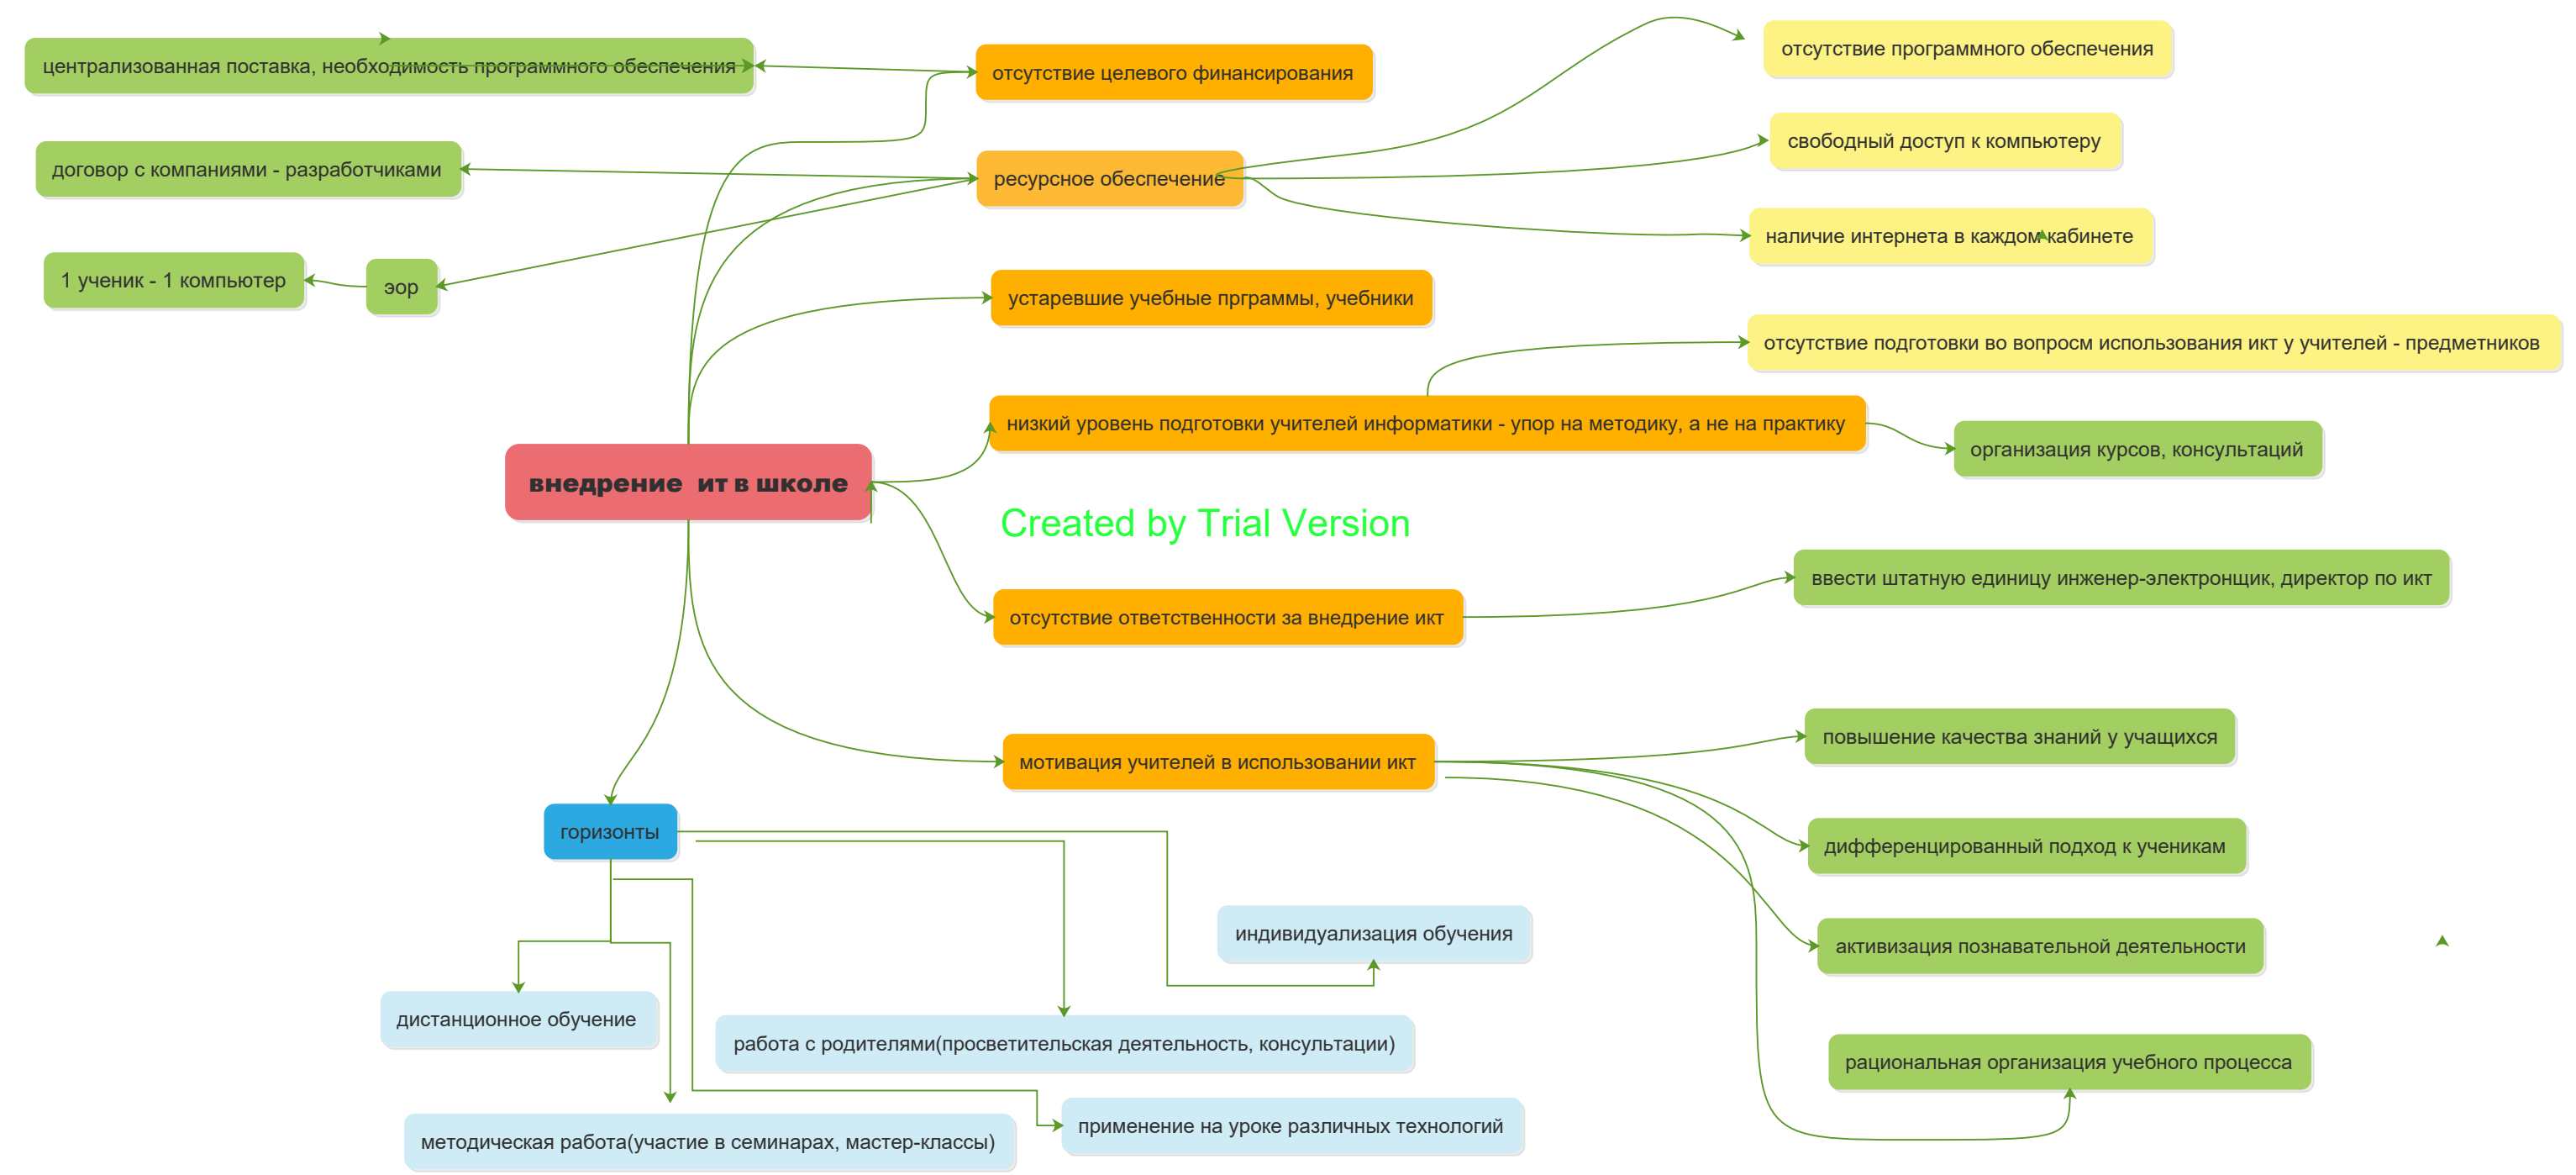 отсутствие программного обеспечения
централизованная поставка, необходимость программного обеспечения
отсутствие целевого финансирования
свободный доступ к компьютеру
договор с компаниями - разработчиками
ресурсное обеспечение
наличие интернета в каждом кабинете
1 ученик - 1 компьютер
эор
устаревшие учебные прграммы, учебники
отсутствие подготовки во вопросм использования икт у учителей - предметников
низкий уровень подготовки учителей информатики - упор на методику, а не на практику
организация курсов, консультаций
внедрение ит в школе
Created by Trial Version
ввести штатную единицу инженер-электронщик, директор по икт
отсутствие ответственности за внедрение икт
повышение качества знаний у учащихся
мотивация учителей в использовании икт
горизонты
дифференцированный подход к ученикам
индивидуализация обучения
активизация познавательной деятельности
дистанционное обучение
работа с родителями(просветительская деятельность, консультации)
рациональная организация учебного процесса
применение на уроке различных технологий
методическая работа(участие в семинарах, мастер-классы)